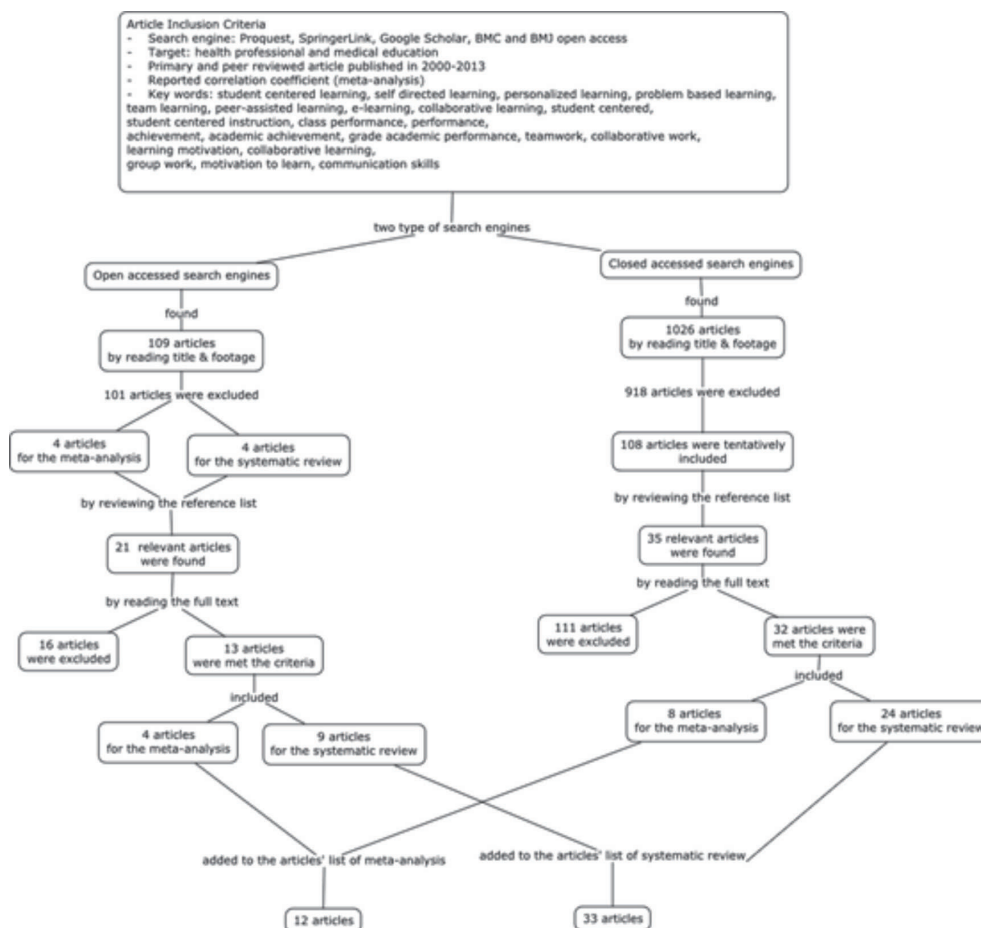 Article Inclusion Criteria
- Search engine: Proquest, SpringerLink, Google Scholar, BMC and BMJ open access
- Target: health professional and medical education
- Primary and peer reviewed article published in 2000-2013
- Reported correlation coefficient (meta-analysis)
- Key words: student centered learning, self directed learning, personalized learning, problem based learning,
team learning, peer-assisted learning, e-learning, collaborative learning, student centered,
student centered instruction, class performance, performance,
achievement, academic achievement, grade academic performance, teamwork, collaborative work,
learning motivation, collaborative learning,
group work, motivation to learn, communication skills
two type of search engines
Open accessed search engines
found
109 articles
by reading title & footage
101 articles were excluded
4 articles
for the meta-analysis
4 articles
for the systematic review
by reviewing the reference list
21 relevant articles
were found
by reading the full text
16 articles
were excluded
13 articles
were met the criteria
included
4 articles
for the meta-analysis
9 articles
for the systematic review
Closed accessed search engines
found
1026 articles
by reading title & footage
918 articles were excluded
108 articles were tentatively
included
by reviewing the reference list
35 relevant articles
were found
by reading the full text
111 articles
were excluded
32 articles were
met the criteria
included
8 articles
for the meta-analysis
24 articles
for the systematic review
added to the articles' list of meta-analysis
added to the articles' list of systematic review
12 articles
33 articles